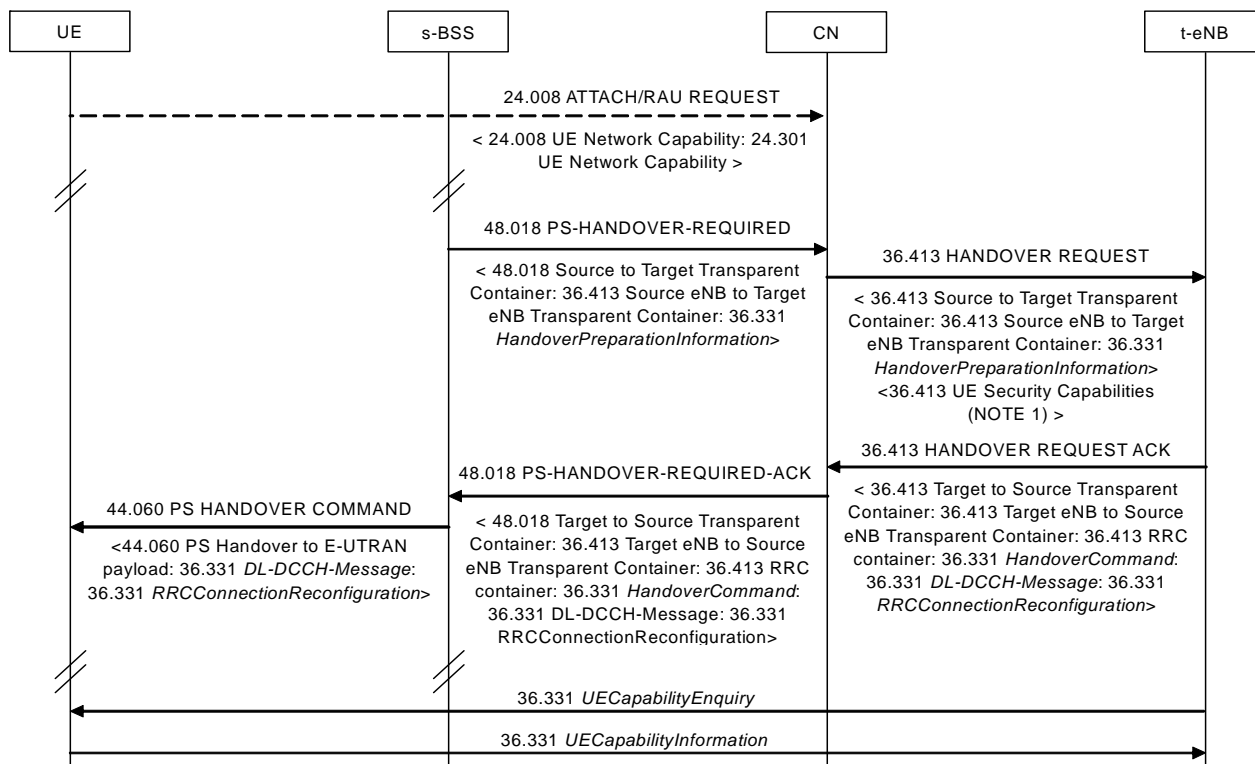 UE
s-BSS
CN
t-eNB
24.008 ATTACH/RAU REQUEST
< 24.008 UE Network Capability: 24.301
UE Network Capability >
48.018 PS-HANDOVER-REQUIRED
< 48.018 Source to Target Transparent
Container: 36.413 Source eNB to Target
eNB Transparent Container: 36.331
HandoverPreparationInformation>
36.413 HANDOVER REQUEST
< 36.413 Source to Target Transparent
Container: 36.413 Source eNB to Target
eNB Transparent Container: 36.331
HandoverPreparationInformation>
<36.413 UE Security Capabilities
(NOTE 1) >
36.413 HANDOVER REQUEST ACK
< 36.413 Target to Source Transparent
Container: 36.413 Target eNB to Source
eNB Transparent Container: 36.413 RRC
container: 36.331 HandoverCommand:
36.331 DL-DCCH-Message: 36.331
RRCConnectionReconfiguration>
48.018 PS-HANDOVER-REQUIRED-ACK
< 48.018 Target to Source Transparent
Container: 36.413 Target eNB to Source
eNB Transparent Container: 36.413 RRC
container: 36.331 HandoverCommand:
36.331 DL-DCCH-Message: 36.331
RRCConnectionReconfiguration>
44.060 PS HANDOVER COMMAND
<44.060 PS Handover to E-UTRAN
payload: 36.331 DL-DCCH-Message:
36.331 RRCConnectionReconfiguration>
36.331 UECapabilityEnquiry
36.331 UECapabilityInformation